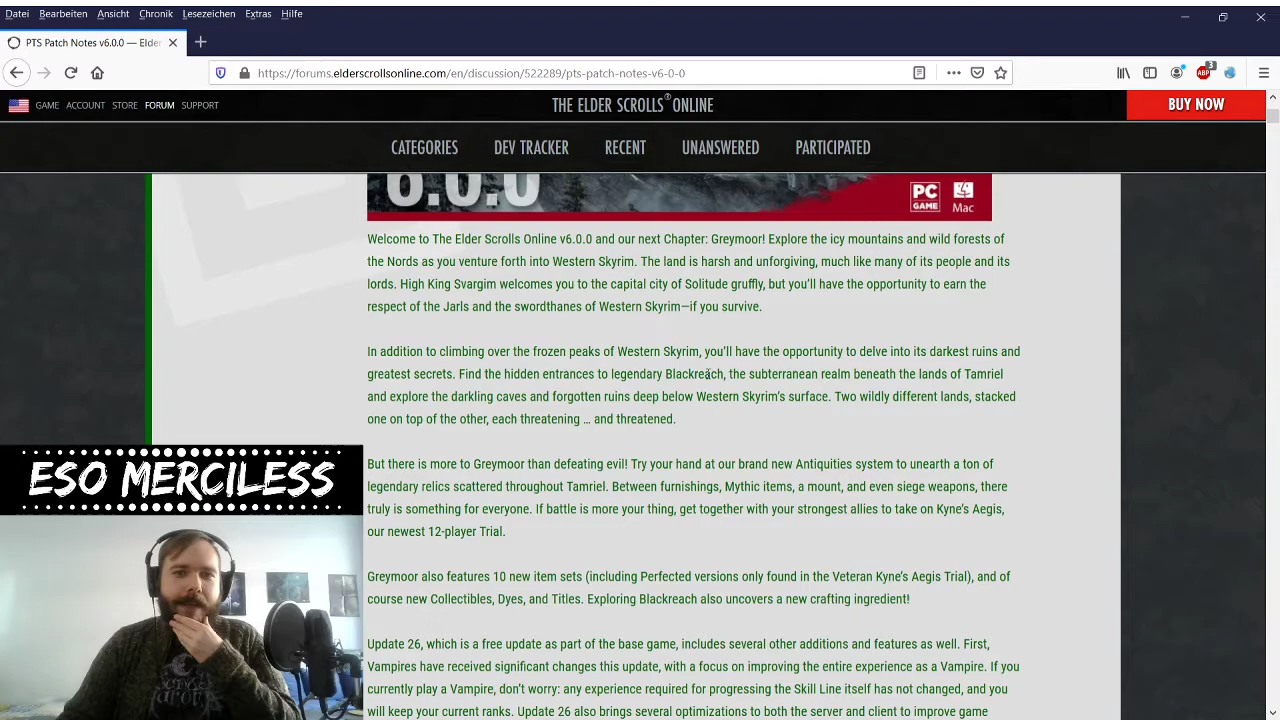 Datei Bearbeiten Ansicht Chronik Lesezeichen Extras Hilfe
PTS Patch Notes v6.0.0 — Elder
https://forums.elderscrollsonline.com/en/discussion/522289/pts-patch-notes-v6-0-0
ABP 3
GAME ACCOUNT STORE FORUM SUPPORT
THE ELDER SCROLLS® ONLINE
BUY NOW
CATEGORIES DEV TRACKER RECENT UNANSWERED PARTICIPATED
6.0.0
PC GAME Mac
Welcome to The Elder Scrolls Online v6.0.0 and our next Chapter: Greymoor! Explore the icy mountains and wild forests of
the Nords as you venture forth into Western Skyrim. The land is harsh and unforgiving, much like many of its people and its
lords. High King Svargim welcomes you to the capital city of Solitude gruffly, but you'll have the opportunity to earn the
respect of the Jarls and the swordthanes of Western Skyrim—if you survive.
In addition to climbing over the frozen peaks of Western Skyrim, you'll have the opportunity to delve into its darkest ruins and
greatest secrets. Find the hidden entrances to legendary Blackreach, the subterranean realm beneath the lands of Tamriel
and explore the darkling caves and forgotten ruins deep below Western Skyrim's surface. Two wildly different lands, stacked
one on top of the other, each threatening … and threatened.
But there is more to Greymoor than defeating evil! Try your hand at our brand new Antiquities system to unearth a ton of
legendary relics scattered throughout Tamriel. Between furnishings, Mythic items, a mount, and even siege weapons, there
truly is something for everyone. If battle is more your thing, get together with your strongest allies to take on Kyne's Aegis,
our newest 12-player Trial.
Greymoor also features 10 new item sets (including Perfected versions only found in the Veteran Kyne's Aegis Trial), and of
course new Collectibles, Dyes, and Titles. Exploring Blackreach also uncovers a new crafting ingredient!
Update 26, which is a free update as part of the base game, includes several other additions and features as well. First,
Vampires have received significant changes this update, with a focus on improving the entire experience as a Vampire. If you
currently play a Vampire, don't worry: any experience required for progressing the Skill Line itself has not changed, and you
will keep your current ranks. Update 26 also brings several optimizations to both the server and client to improve game
ESO MERCILESS